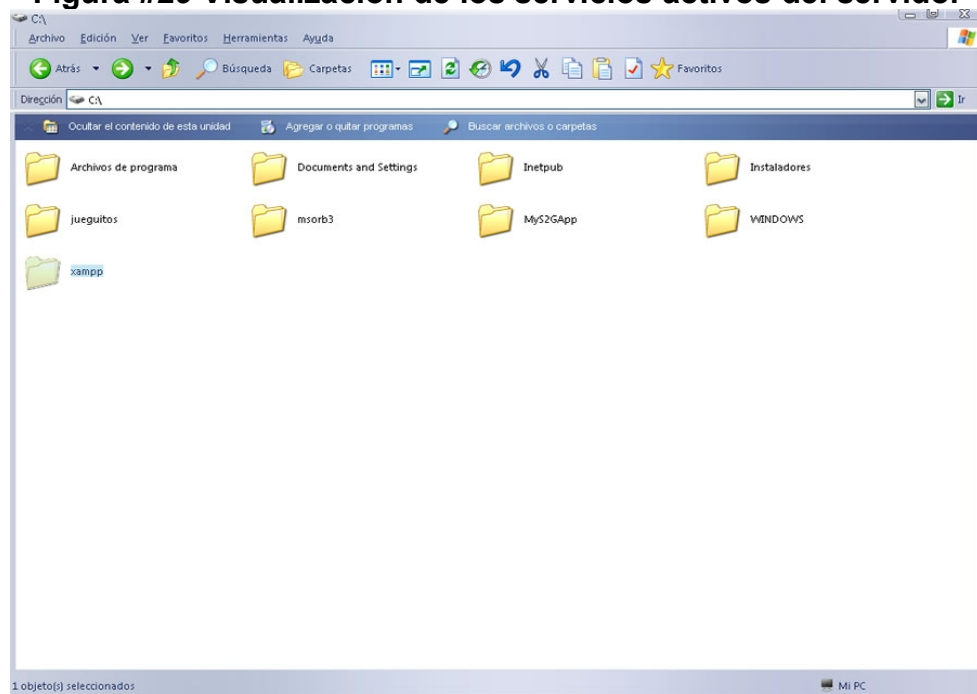 Figura #20 Visualización de los servicios activos del servidor
C:\
Archivo Edición Ver Favoritos Herramientas Ayuda
Atrás Búsqueda Carpetas Favoritos
Dirección C:\ Ir
Ocultar el contenido de esta unidad Agregar o quitar programas Buscar archivos o carpetas
Archivos de programa Documents and Settings Inetpub Instaladores
jueguitos msorb3 MyS2GApp WINDOWS
xampp
1 objeto(s) seleccionados Mi PC